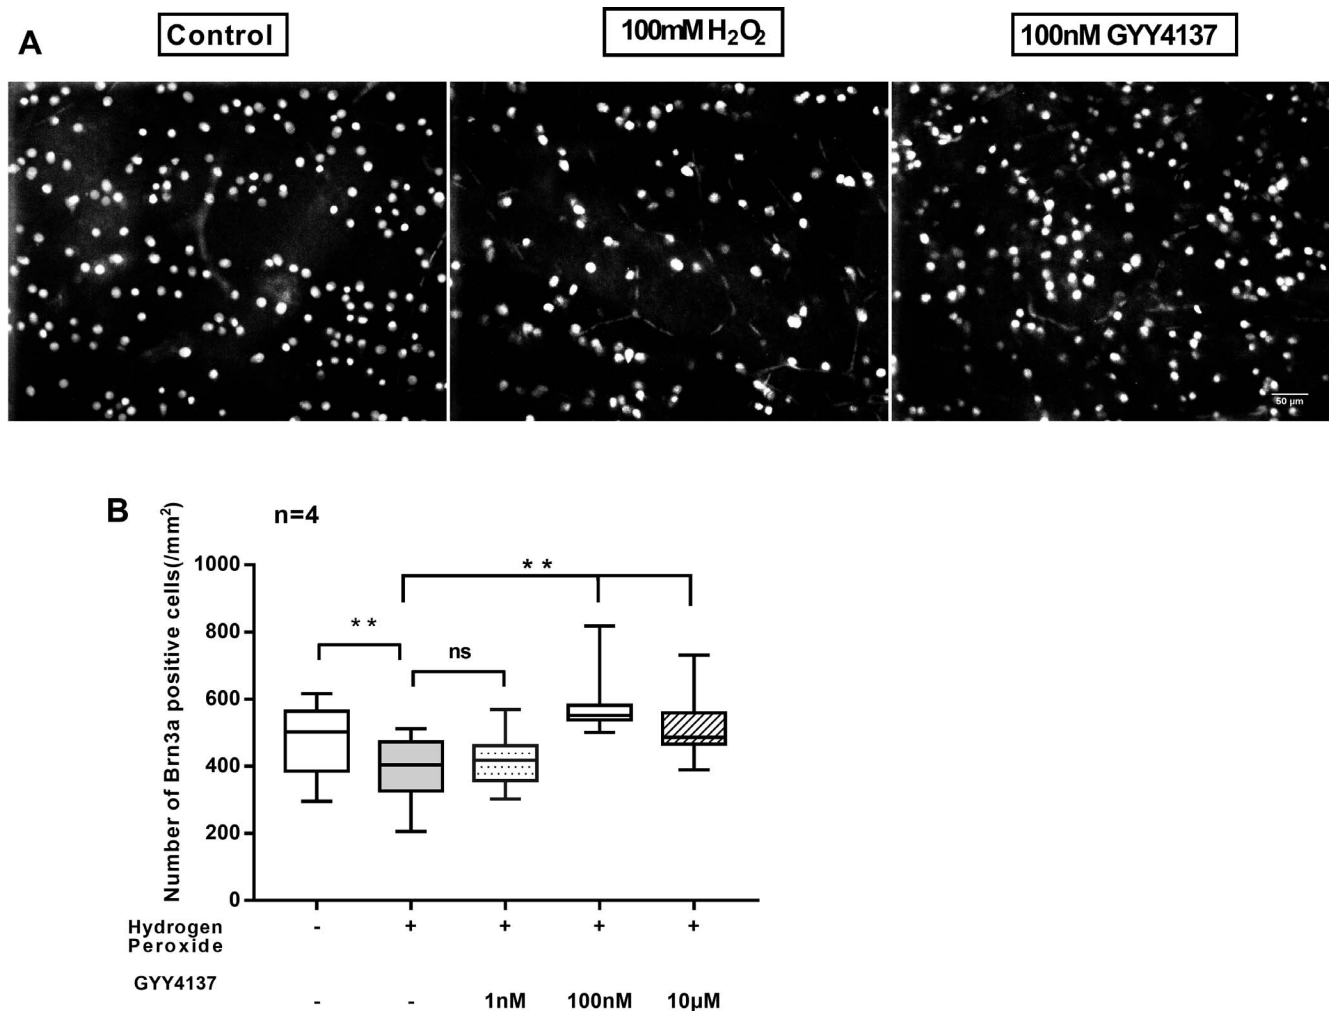 A
Control
100mM H₂O₂
100nM GYY4137
50 µm
B
n=4
Number of Brn3a positive cells(/mm²)
1000
800
600
400
200
0
* *
ns
* *
Hydrogen
Peroxide
- + + + +
GYY4137
- - 1nM 100nM 10µM